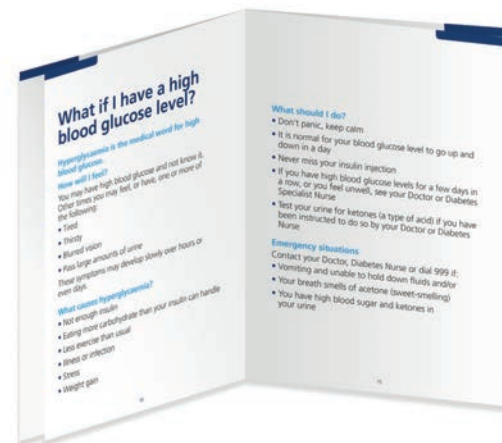 What if I have a high
blood glucose level?
Hyperglycaemia is the medical word for high
blood glucose.
How will I feel?
You may have high blood glucose and not know it.
Other times you may feel, or have, one or more of
the following:
• Tired
• Thirsty
• Blurred vision
• Pass large amounts of urine
These symptoms may develop slowly over hours or
even days.
What causes hyperglycaemia?
• Not enough insulin
• Eating more carbohydrate than your insulin can handle
• Less exercise than usual
• Illness or infection
• Stress
• Weight gain
What should I do?
• Don't panic, keep calm
• It is normal for your blood glucose level to go up and
down in a day
• Never miss your insulin injection
• If you have high blood glucose levels for a few days in
a row, or you feel unwell, see your Doctor or Diabetes
Specialist Nurse
• Test your urine for ketones (a type of acid) if you have
been instructed to do so by your Doctor or Diabetes
Nurse
Emergency situations
Contact your Doctor, Diabetes Nurse or dial 999 if:
• Vomiting and unable to hold down fluids and/or
• Your breath smells of acetone (sweet-smelling)
• You have high blood sugar and ketones in
your urine